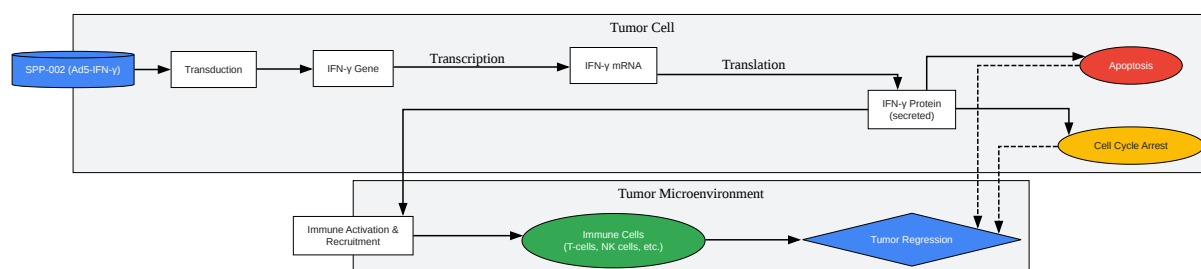 Tumor Cell
SPP-002 (Ad5-IFN-γ)
Transduction
IFN-γ Gene
Transcription
IFN-γ mRNA
Translation
IFN-γ Protein
(secreted)
Apoptosis
Cell Cycle Arrest
Tumor Microenvironment
Immune Activation &
Recruitment
Immune Cells
(T-cells, NK cells, etc.)
Tumor Regression